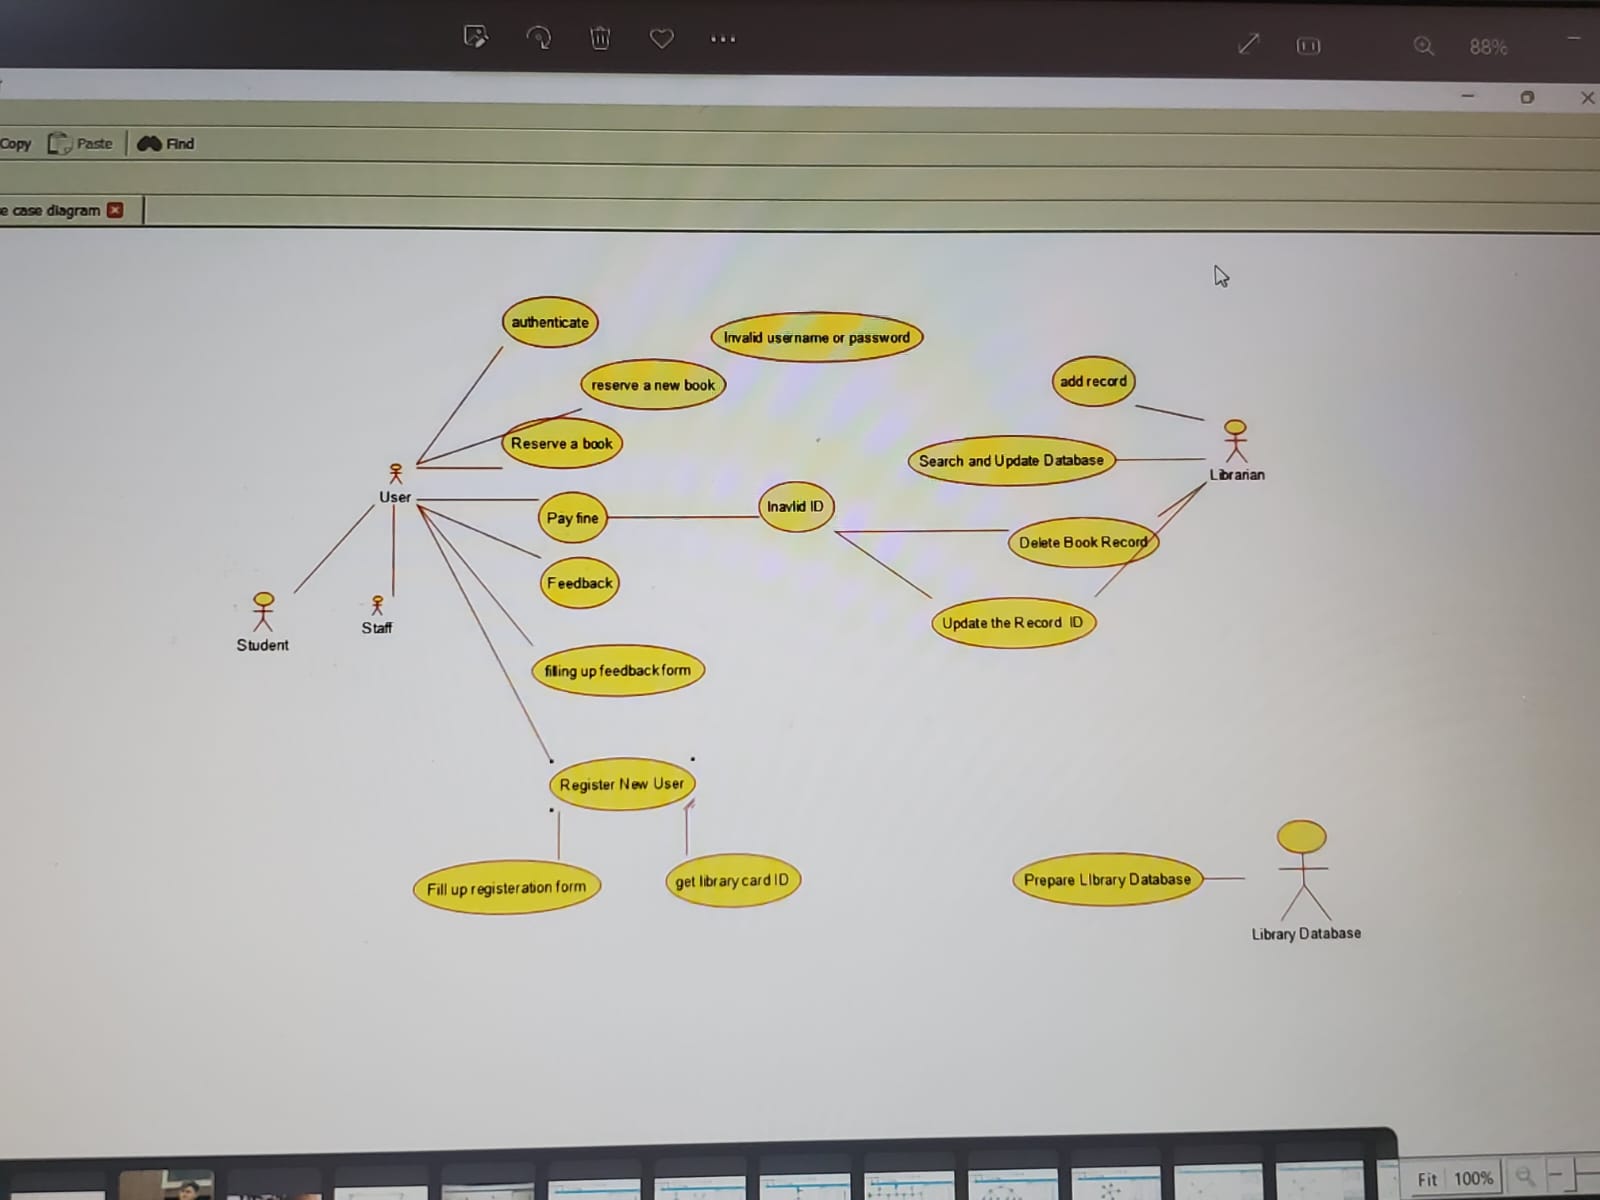 88%
Copy Paste Find
e case diagram
authenticate
Invalid username or password
reserve a new book
add record
Reserve a book
Search and Update Database
Librarian
User
Inavlid ID
Pay fine
Delete Book Record
Feedback
Update the Record ID
Student
Staff
filling up feedback form
Register New User
Fill up registeration form
get library card ID
Prepare LIbrary Database
Library Database
Fit 100%